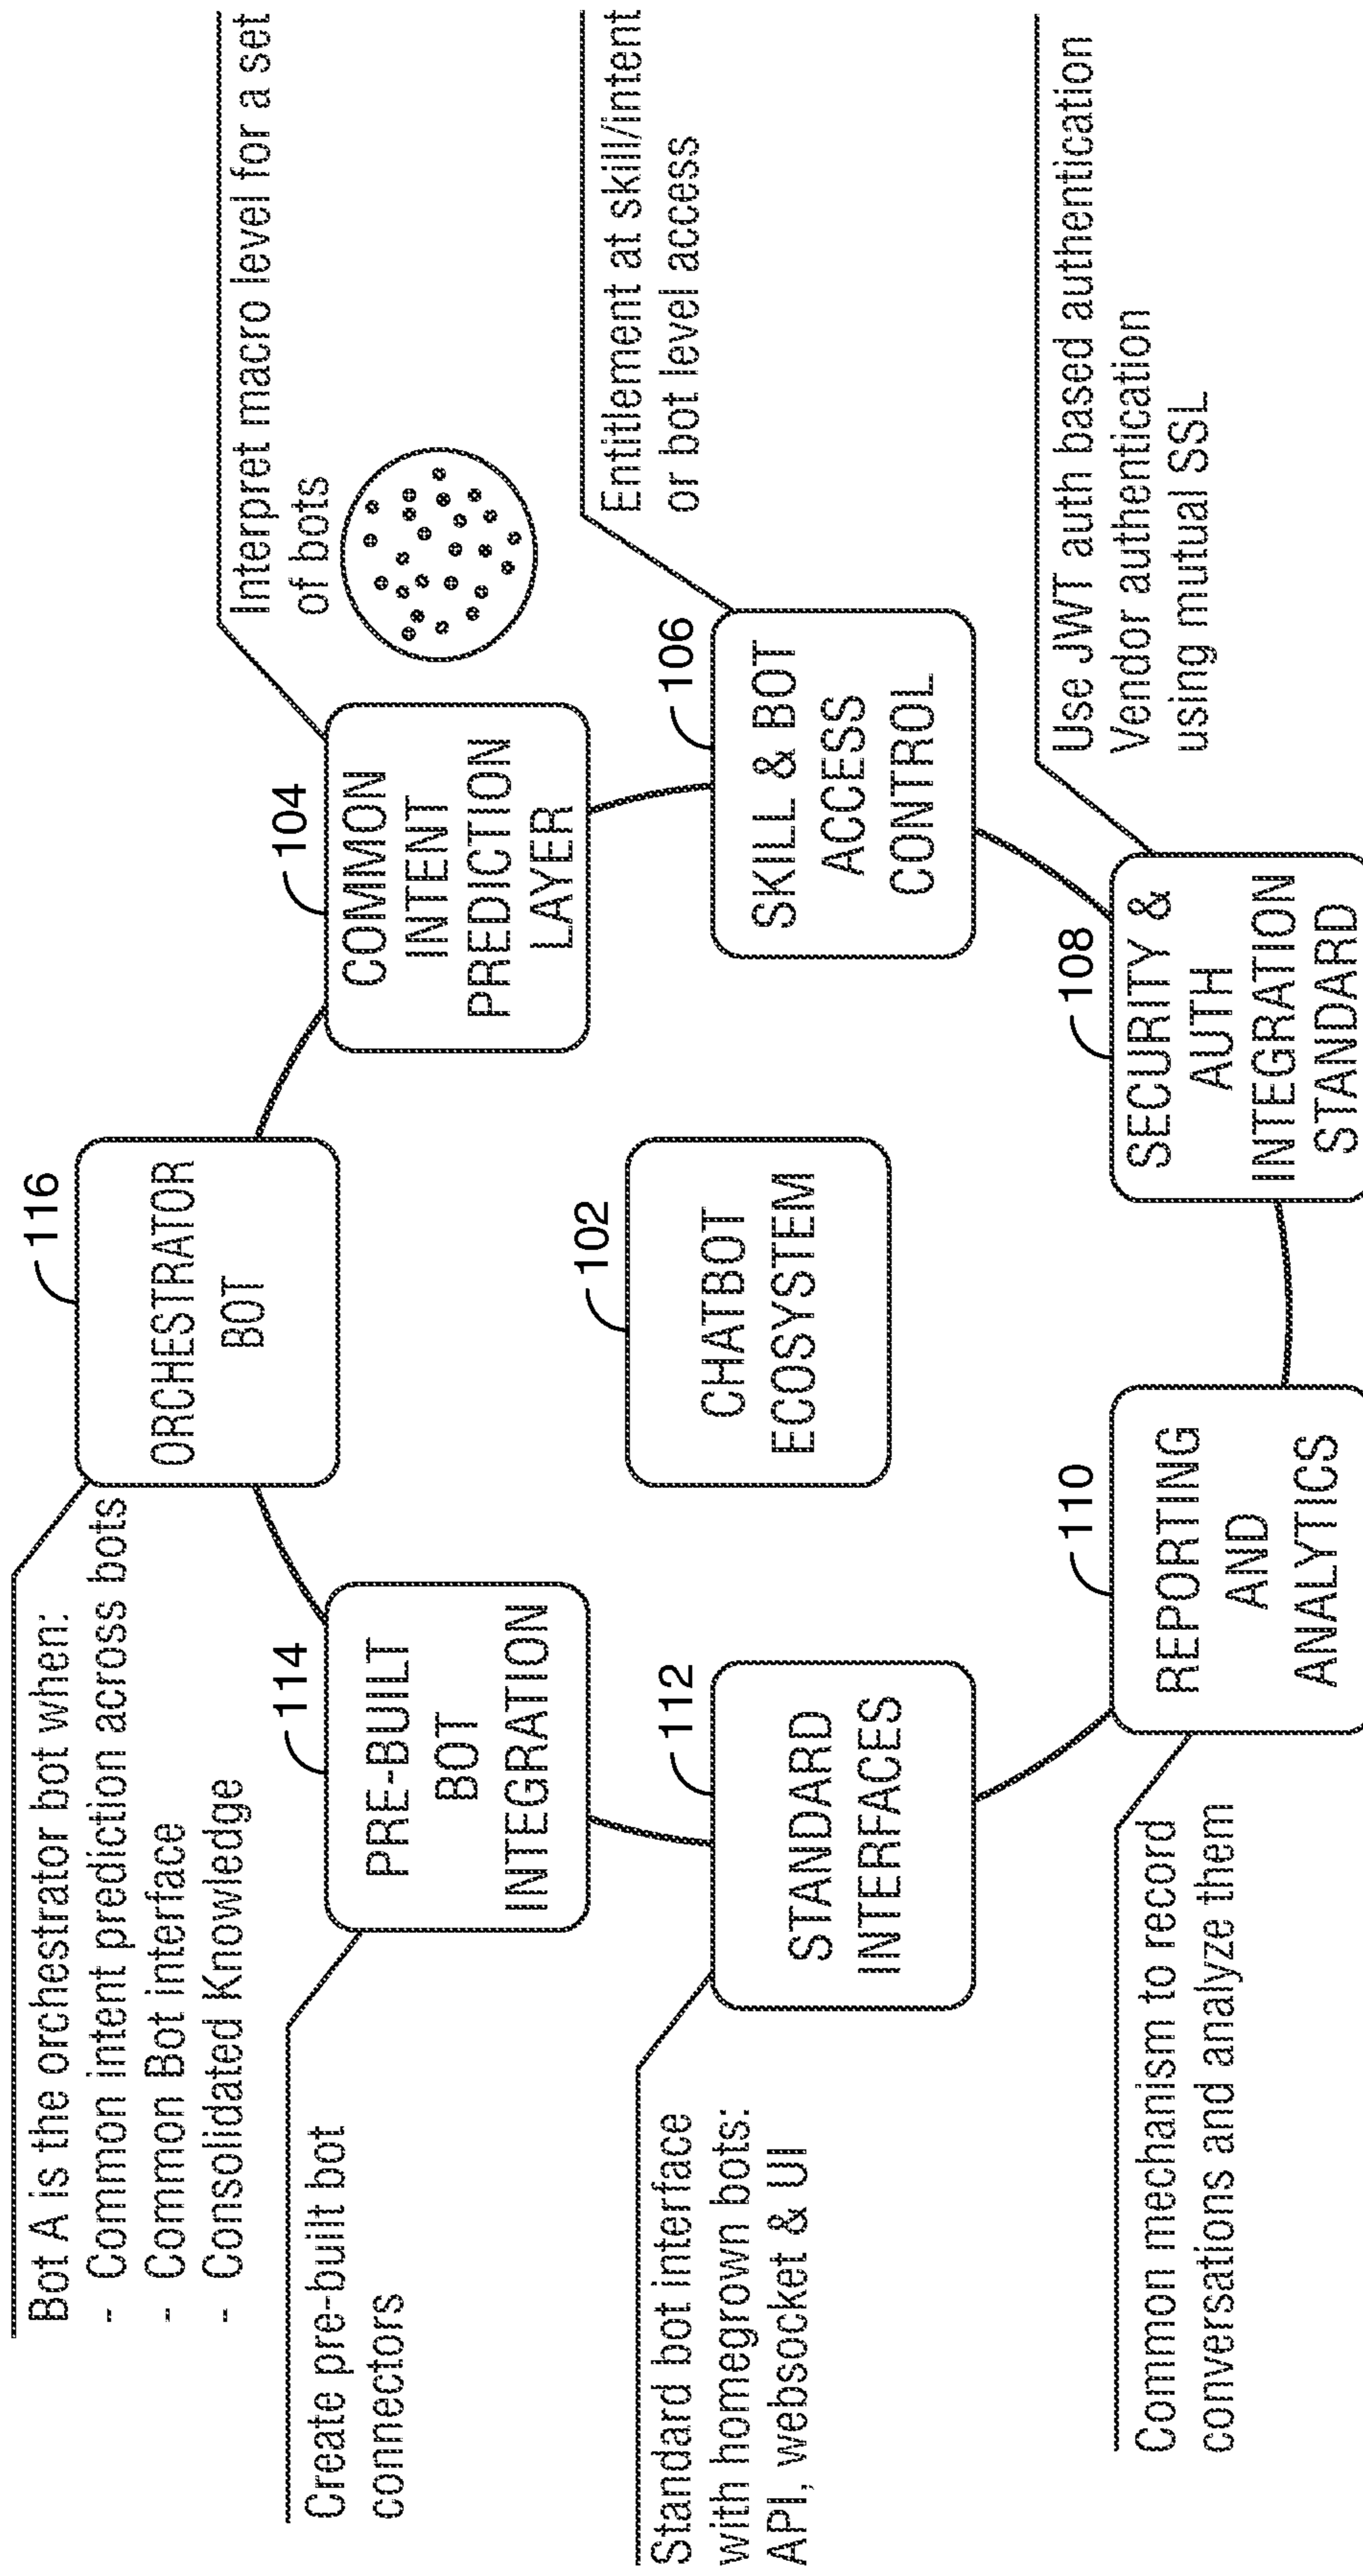 Bot A is the orchestrator bot when:
- Common intent prediction across bots
- Common Bot interface
- Consolidated Knowledge
116
ORCHESTRATOR
BOT
Interpret macro level for a set
of bots
104
COMMON
INTENT
PREDICTION
LAYER
Create pre-built bot
connectors
114
PRE-BUILT
BOT
INTEGRATION
Entitlement at skill/intent
or bot level access
106
SKILL & BOT
ACCESS
CONTROL
102
CHATBOT
ECOSYSTEM
Standard bot interface
with homegrown bots:
API, websocket & UI
112
STANDARD
INTERFACES
Use JWT auth based authentication
Vendor authentication
using mutual SSL
108
SECURITY &
AUTH
INTEGRATION
STANDARD
Common mechanism to record
conversations and analyze them
110
REPORTING
AND
ANALYTICS